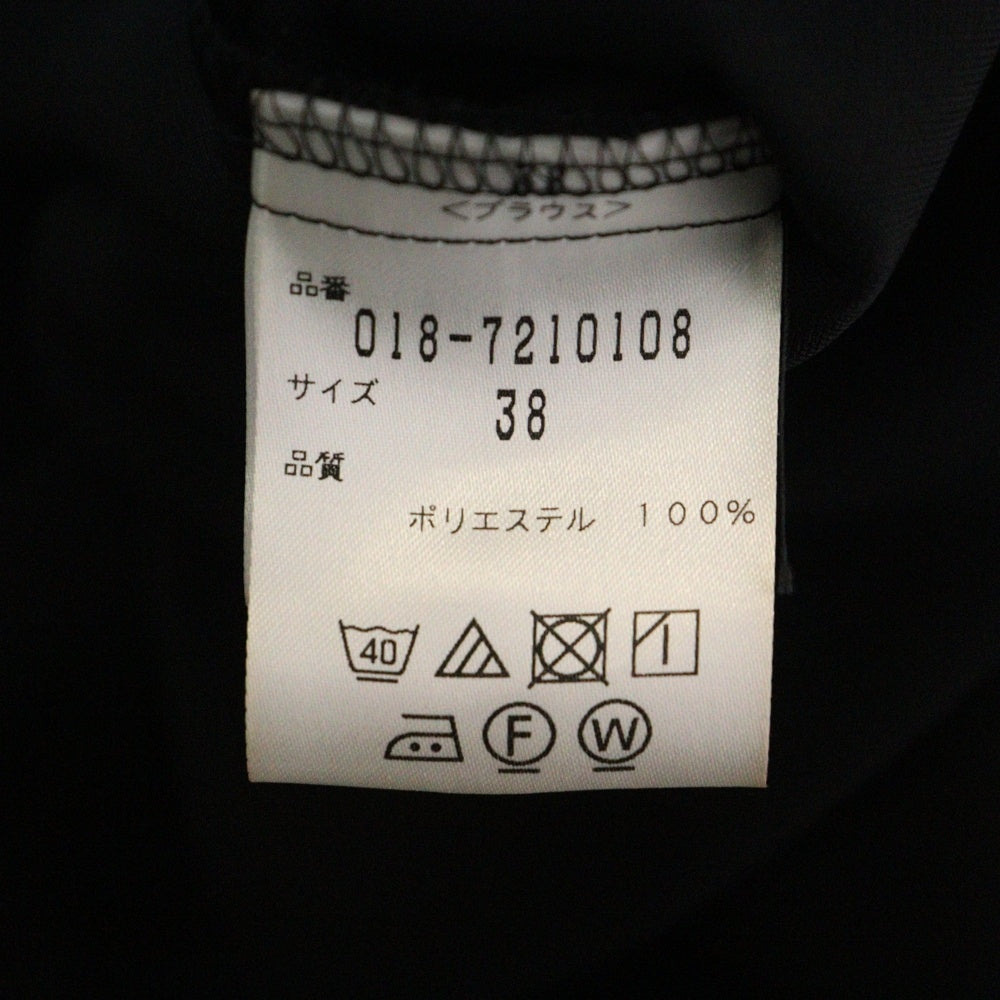 <ブラウス>
品番
018-7210108
サイズ 38
品質
ポリエステル 100%
40
F W